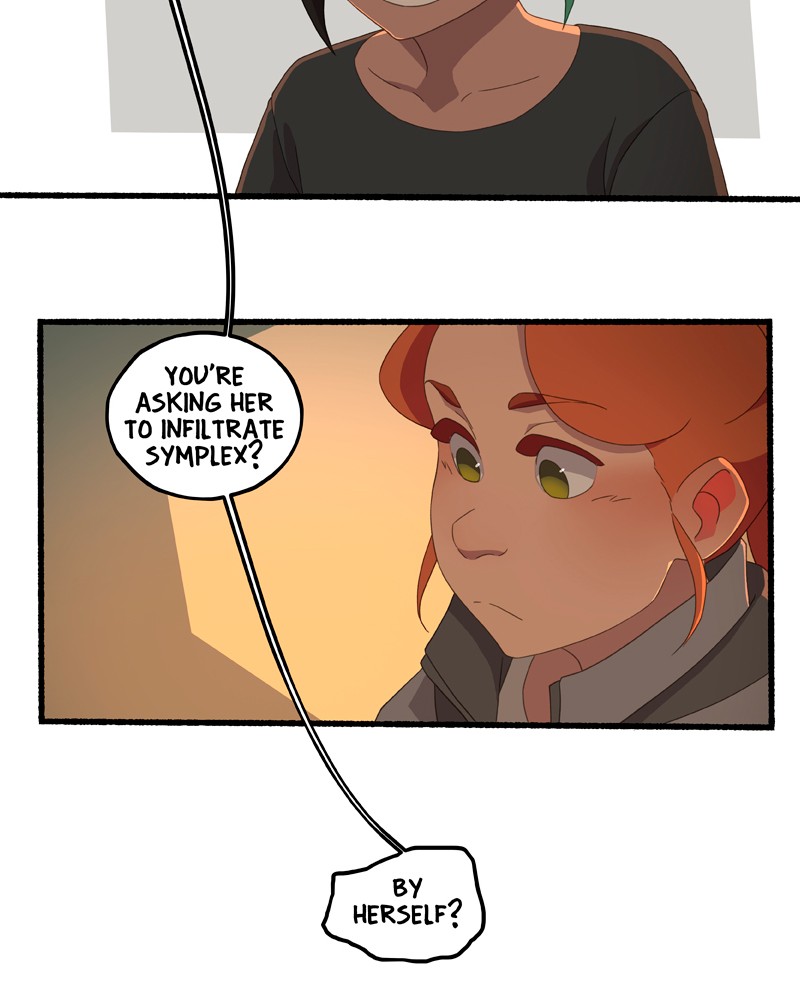 YOU'RE
ASKING HER
TO INFILTRATE
SYMPLEX?
BY
HERSELF?